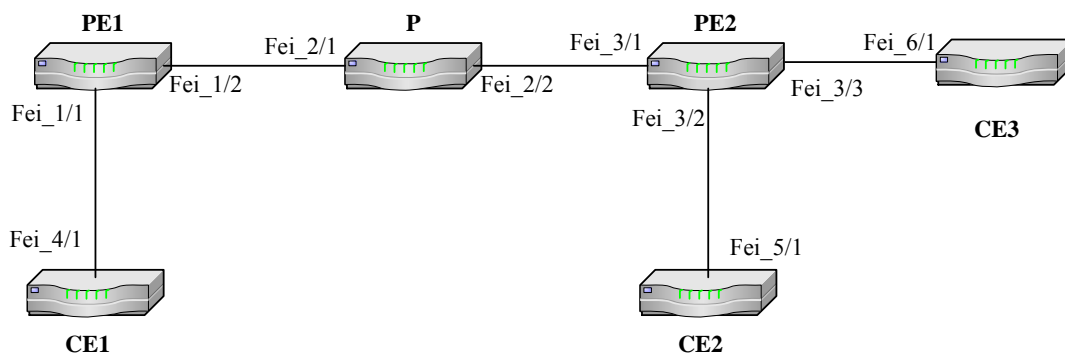 PE1
P
PE2
Fei_2/1
Fei_3/1
Fei_6/1
Fei_1/2
Fei_2/2
Fei_3/3
Fei_1/1
Fei_3/2
CE3
Fei_4/1
Fei_5/1
CE1
CE2